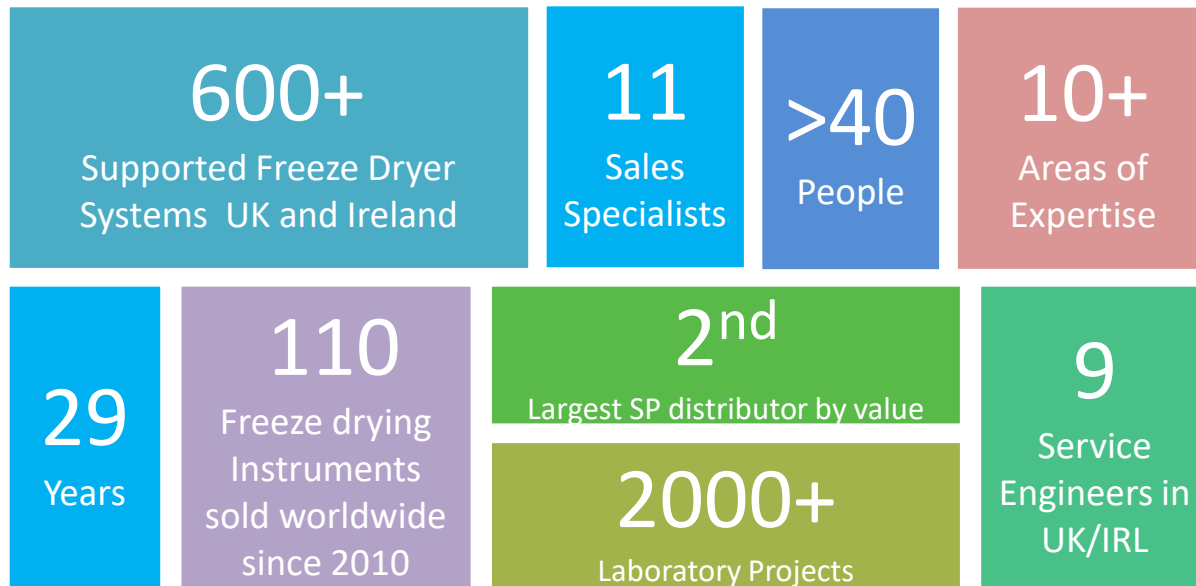 600+
Supported Freeze Dryer
Systems  UK and Ireland
11
Sales
Specialists
>40
People
10+
Areas of
Expertise
29
Years
110
Freeze drying
Instruments
sold worldwide
since 2010
2nd
Largest SP distributor by value
2000+
Laboratory Projects
9
Service
Engineers in
UK/IRL